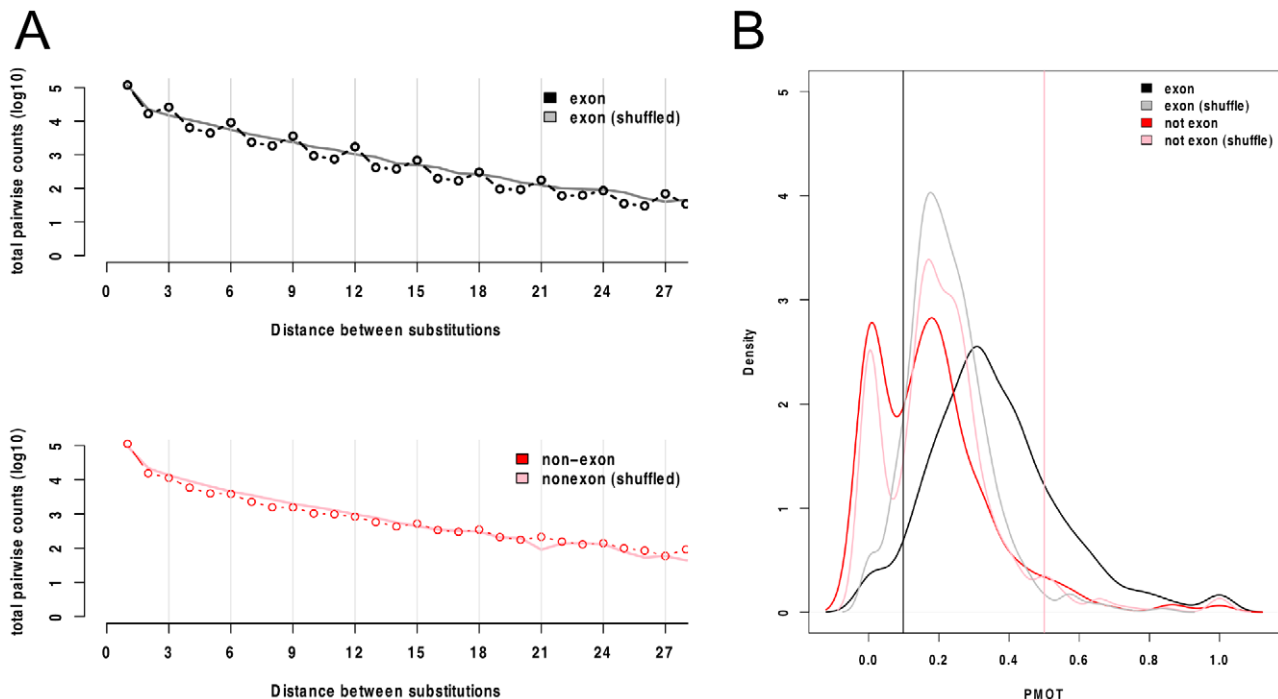 A
total pairwise counts (log10)
5
4
3
2
1
0
exon
exon (shuffled)
0 3 6 9 12 15 18 21 24 27
Distance between substitutions
total pairwise counts (log10)
5
4
3
2
1
0
non-exon
nonexon (shuffled)
0 3 6 9 12 15 18 21 24 27
Distance between substitutions
B
Density
5
4
3
2
1
0
exon
exon (shuffle)
not exon
not exon (shuffle)
0.0 0.2 0.4 0.6 0.8 1.0
PMOT